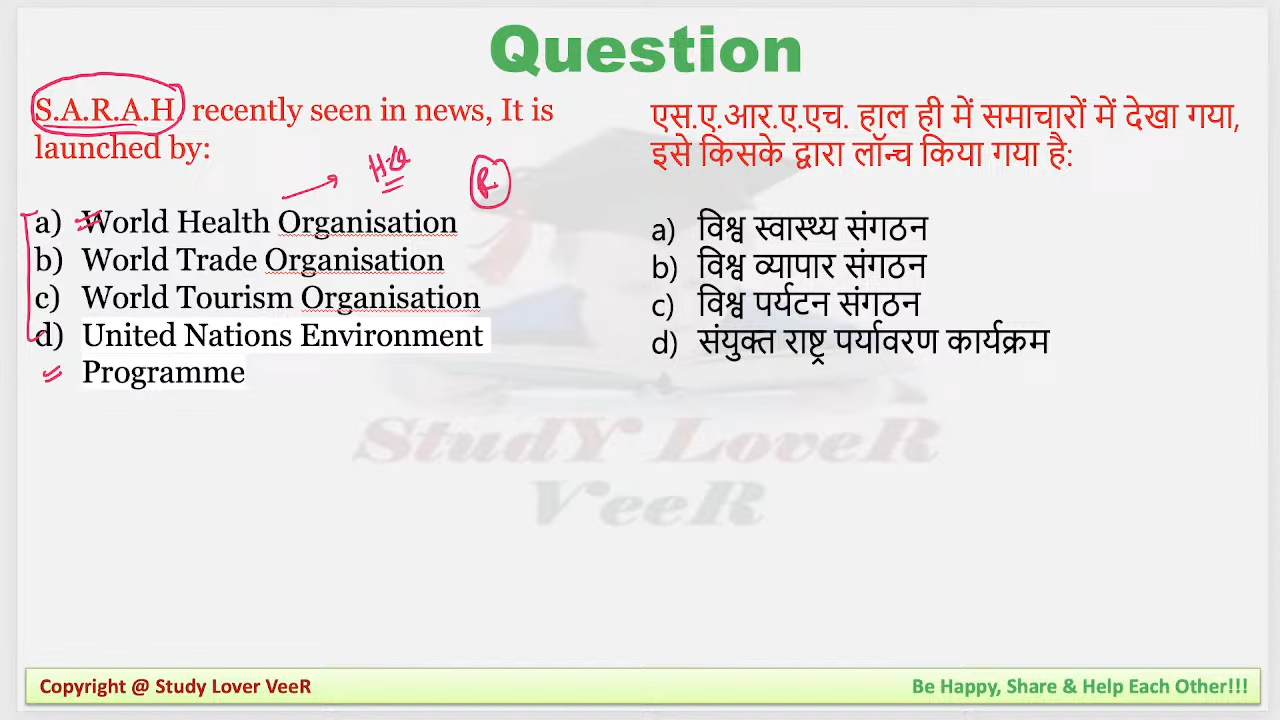 Question
S.A.R.A.H recently seen in news, It is
launched by:
H.Q
R
a) World Health Organisation
b) World Trade Organisation
c) World Tourism Organisation
d) United Nations Environment
Programme
एस.ए.आर.ए.एच. हाल ही में समाचारों में देखा गया,
इसे किसके द्वारा लॉन्च किया गया है:
a) विश्व स्वास्थ्य संगठन
b) विश्व व्यापार संगठन
c) विश्व पर्यटन संगठन
d) संयुक्त राष्ट्र पर्यावरण कार्यक्रम
StudY LoveR
VeeR
Copyright @ Study Lover VeeR
Be Happy, Share & Help Each Other!!!